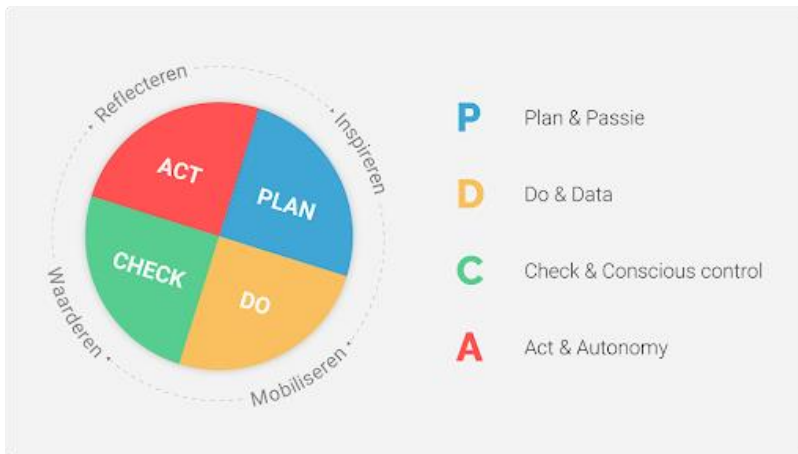 Reflecteren
Inspireren
ACT
PLAN
CHECK
DO
Waarderen
Mobiliseren
P Plan & Passie
D Do & Data
C Check & Conscious control
A Act & Autonomy